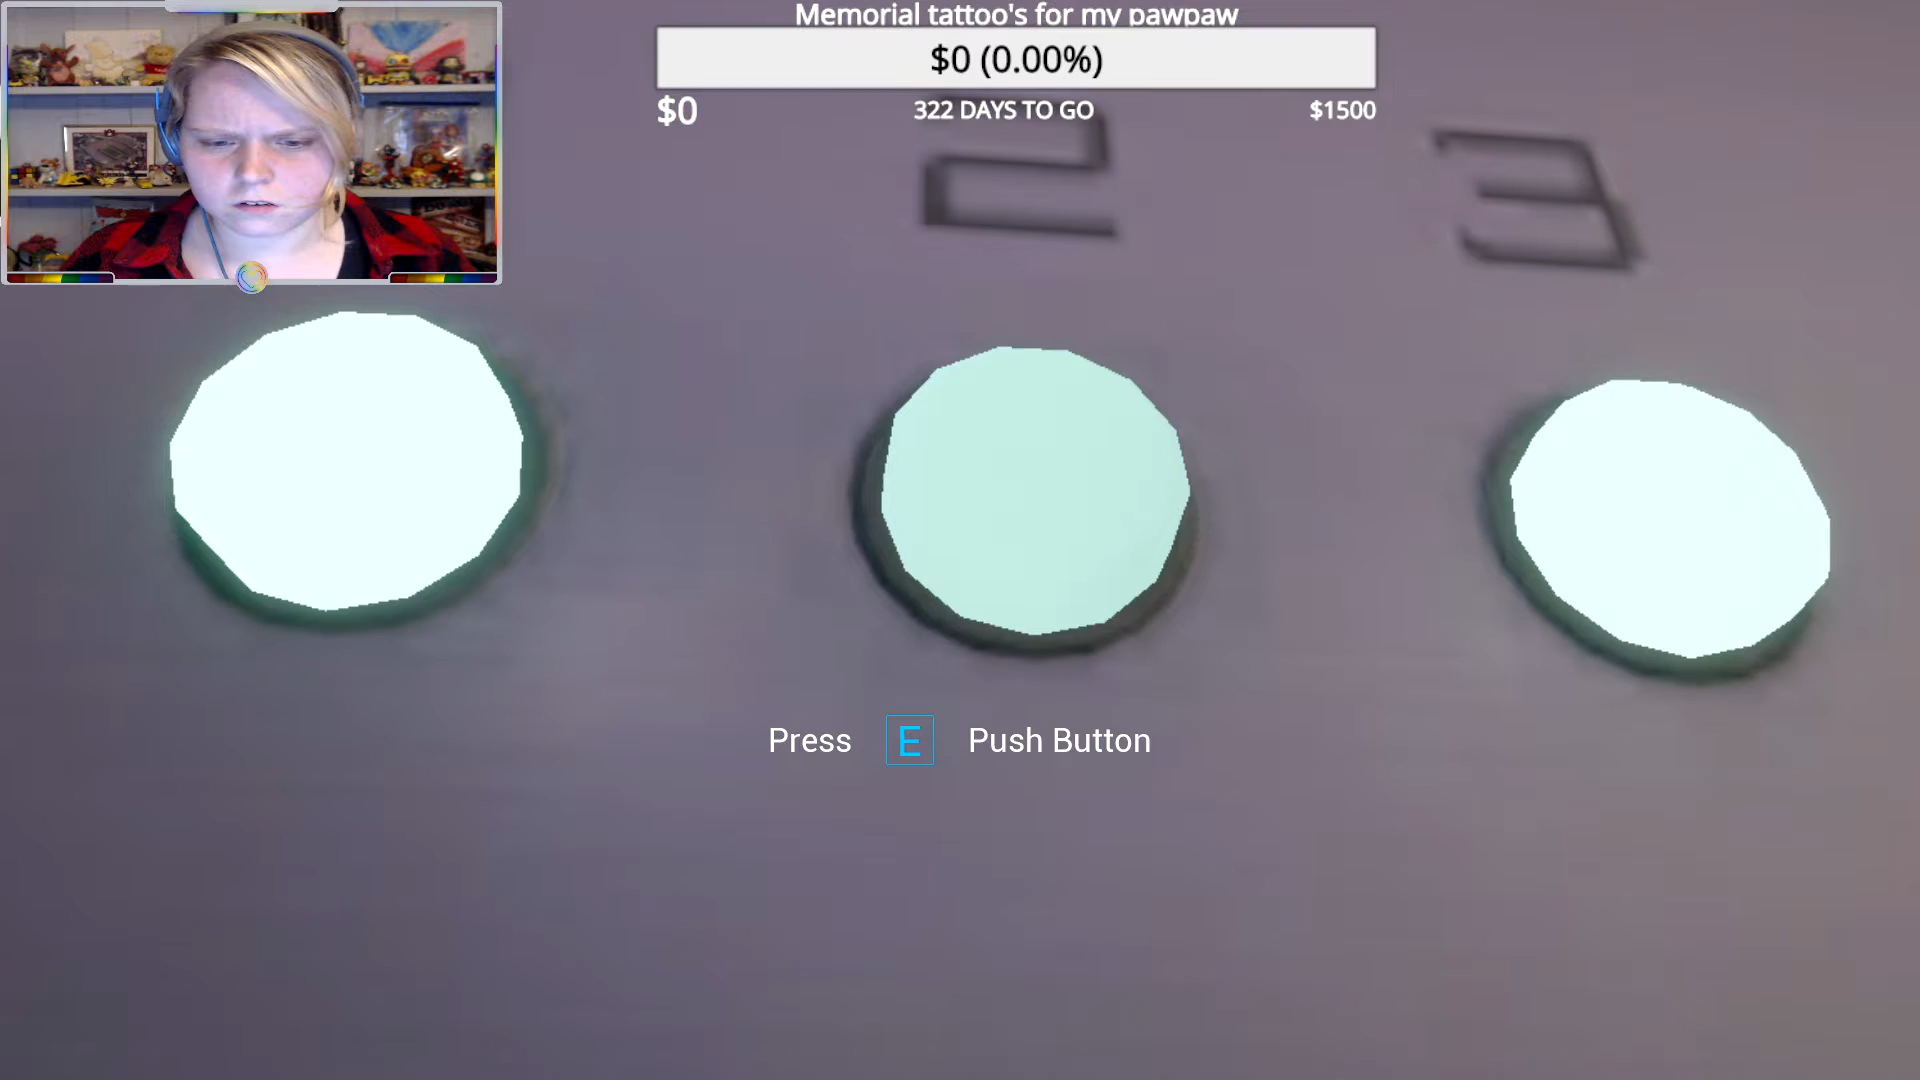 Memorial tattoo's for my pawpaw
$0 (0.00%)
$0 322 DAYS TO GO $1500
2 3
Press E Push Button